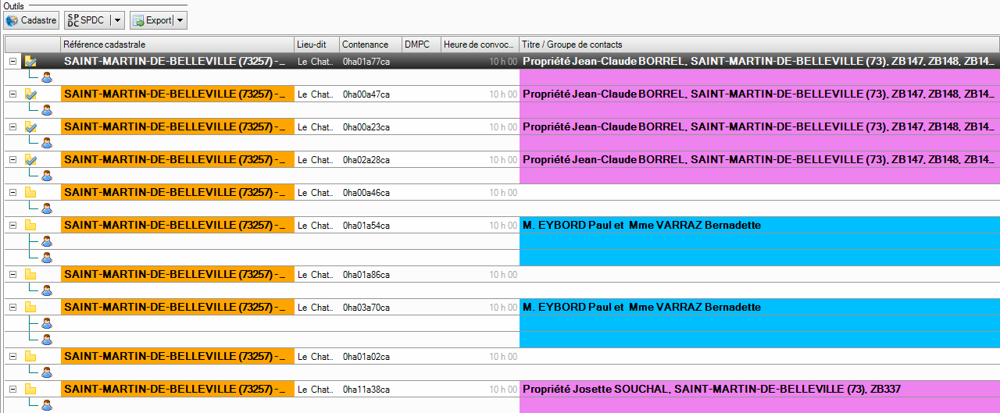 Outils
Cadastre SPDC SPDC Export
Référence cadastrale Lieu-dit Contenance DMPC Heure de convoc... Titre / Groupe de contacts
SAINT-MARTIN-DE-BELLEVILLE (73257) -... Le Chat... 0ha01a77ca 10 h 00 Propriété Jean-Claude BORREL, SAINT-MARTIN-DE-BELLEVILLE (73), ZB147, ZB148, ZB14...
SAINT-MARTIN-DE-BELLEVILLE (73257) -... Le Chat... 0ha00a47ca 10 h 00 Propriété Jean-Claude BORREL, SAINT-MARTIN-DE-BELLEVILLE (73), ZB147, ZB148, ZB14...
SAINT-MARTIN-DE-BELLEVILLE (73257) -... Le Chat... 0ha00a23ca 10 h 00 Propriété Jean-Claude BORREL, SAINT-MARTIN-DE-BELLEVILLE (73), ZB147, ZB148, ZB14...
SAINT-MARTIN-DE-BELLEVILLE (73257) -... Le Chat... 0ha02a28ca 10 h 00 Propriété Jean-Claude BORREL, SAINT-MARTIN-DE-BELLEVILLE (73), ZB147, ZB148, ZB14...
SAINT-MARTIN-DE-BELLEVILLE (73257) -... Le Chat... 0ha00a46ca 10 h 00
SAINT-MARTIN-DE-BELLEVILLE (73257) -... Le Chat... 0ha01a54ca 10 h 00 M. EYBORD Paul et Mme VARRAZ Bernadette
SAINT-MARTIN-DE-BELLEVILLE (73257) -... Le Chat... 0ha01a86ca 10 h 00
SAINT-MARTIN-DE-BELLEVILLE (73257) -... Le Chat... 0ha03a70ca 10 h 00 M. EYBORD Paul et Mme VARRAZ Bernadette
SAINT-MARTIN-DE-BELLEVILLE (73257) -... Le Chat... 0ha01a02ca 10 h 00
SAINT-MARTIN-DE-BELLEVILLE (73257) -... Le Chat... 0ha11a38ca 10 h 00 Propriété Josette SOUCHAL, SAINT-MARTIN-DE-BELLEVILLE (73), ZB337